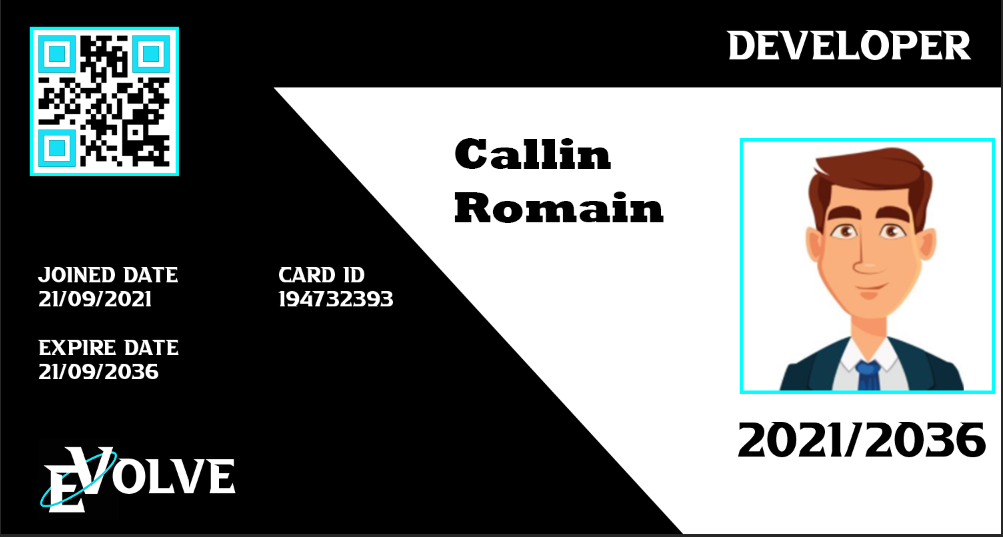 DEVELOPER
Callin
Romain
JOINED DATE
21/09/2021
CARD ID
194732393
EXPIRE DATE
21/09/2036
EVOLVE
2021/2036